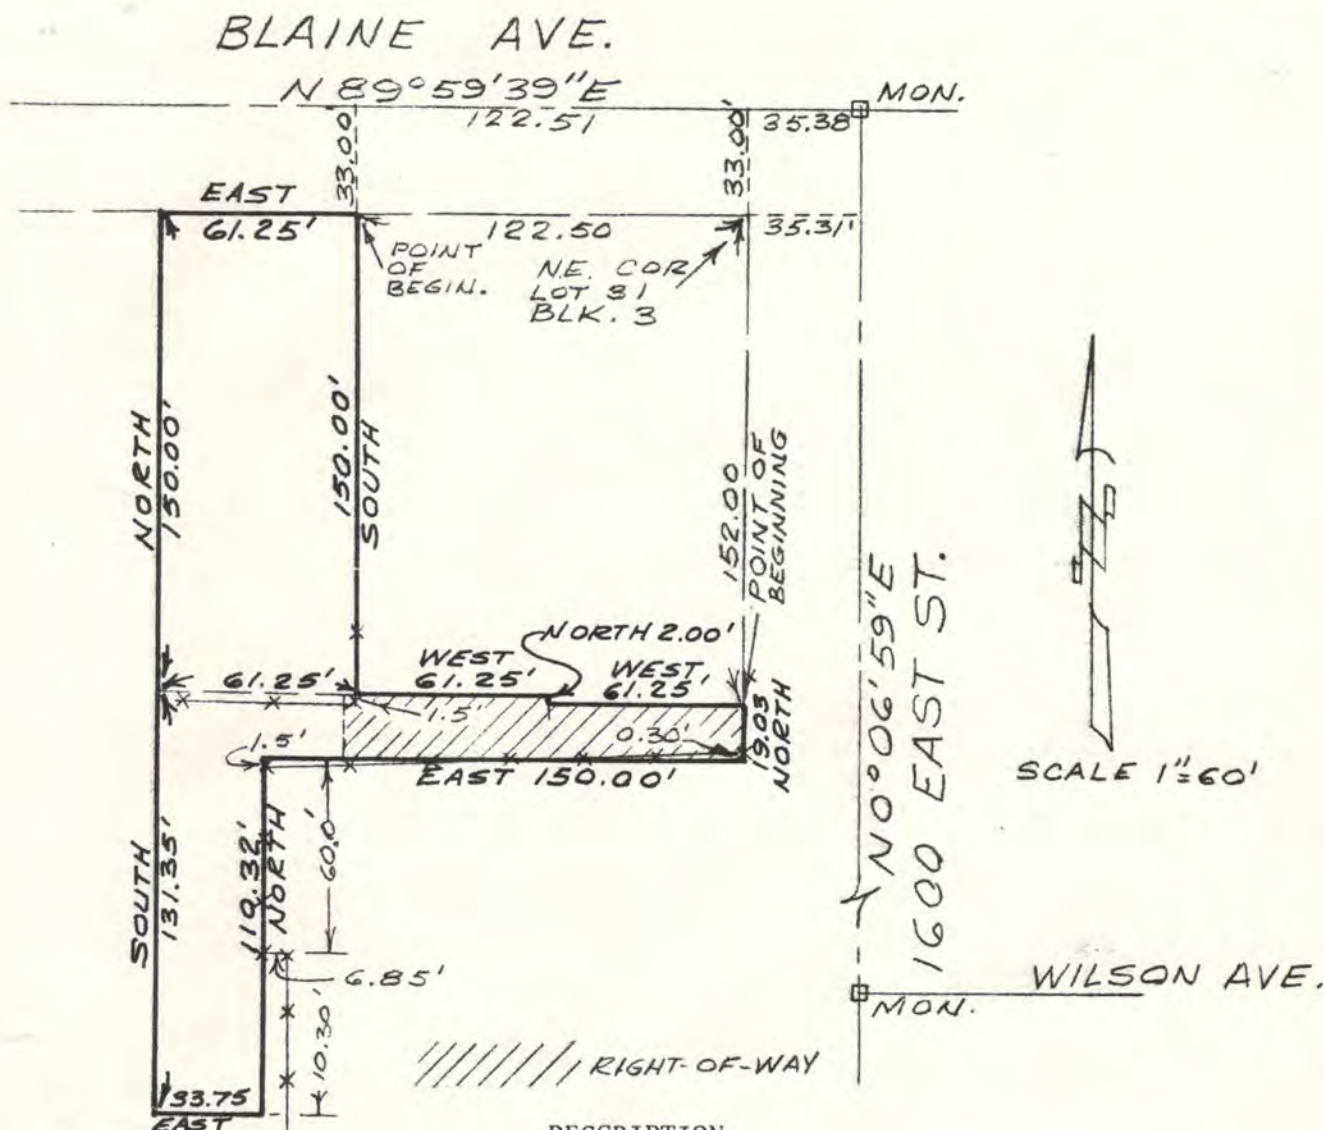 BLAINE AVE.
N 89°59'39"E
MON.
122.51
35.38
33.00'
33.00'
EAST
61.25'
122.50
35.31'
POINT
OF
BEGIN.
N.E. COR
LOT 31
BLK. 3
NORTH
150.00'
150.00'
SOUTH
152.00
POINT OF
BEGINNING
N0°06'59"E
1600 EAST ST.
NORTH 2.00'
WEST
61.25'
WEST
61.25'
61.25'
1.5'
19.03'
NORTH
0.30'
1.5'
EAST 150.00'
SCALE 1"=60'
SOUTH
131.35'
110.32'
NORTH
60.0'
6.85'
10.30'
WILSON AVE.
MON.
RIGHT-OF-WAY
33.75
EAST
DESCRIPTION